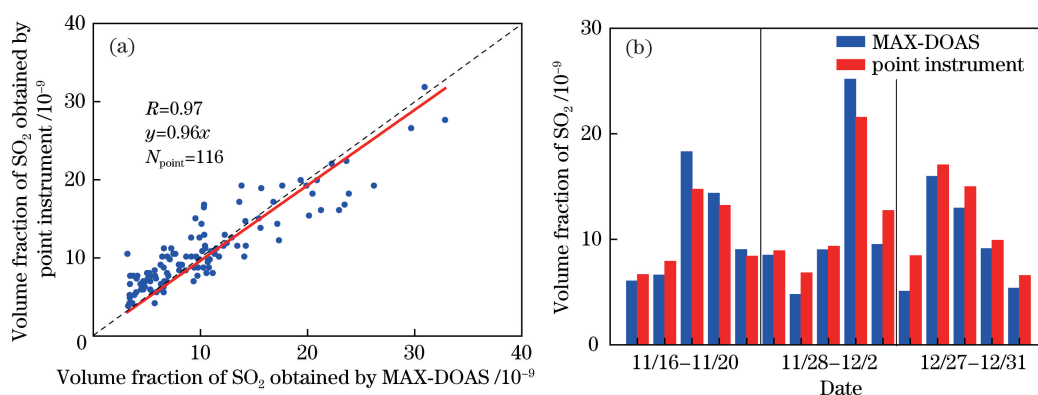 (a)
R=0.97
y=0.96x
N_point=116
40
30
20
10
0
10
20
30
40
Volume fraction of SO₂ obtained by
point instrument /10⁻⁹
Volume fraction of SO₂ obtained by MAX-DOAS /10⁻⁹
(b)
MAX-DOAS
point instrument
30
20
10
0
Volume fraction of SO₂ /10⁻⁹
11/16–11/20
11/28–12/2
12/27–12/31
Date